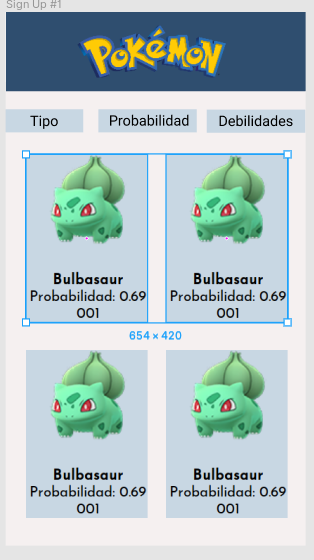 Sign Up #1
POKéMON
Tipo Probabilidad Debilidades
Bulbasaur
Probabilidad: 0.69
001
Bulbasaur
Probabilidad: 0.69
001
654 × 420
Bulbasaur
Probabilidad: 0.69
001
Bulbasaur
Probabilidad: 0.69
001